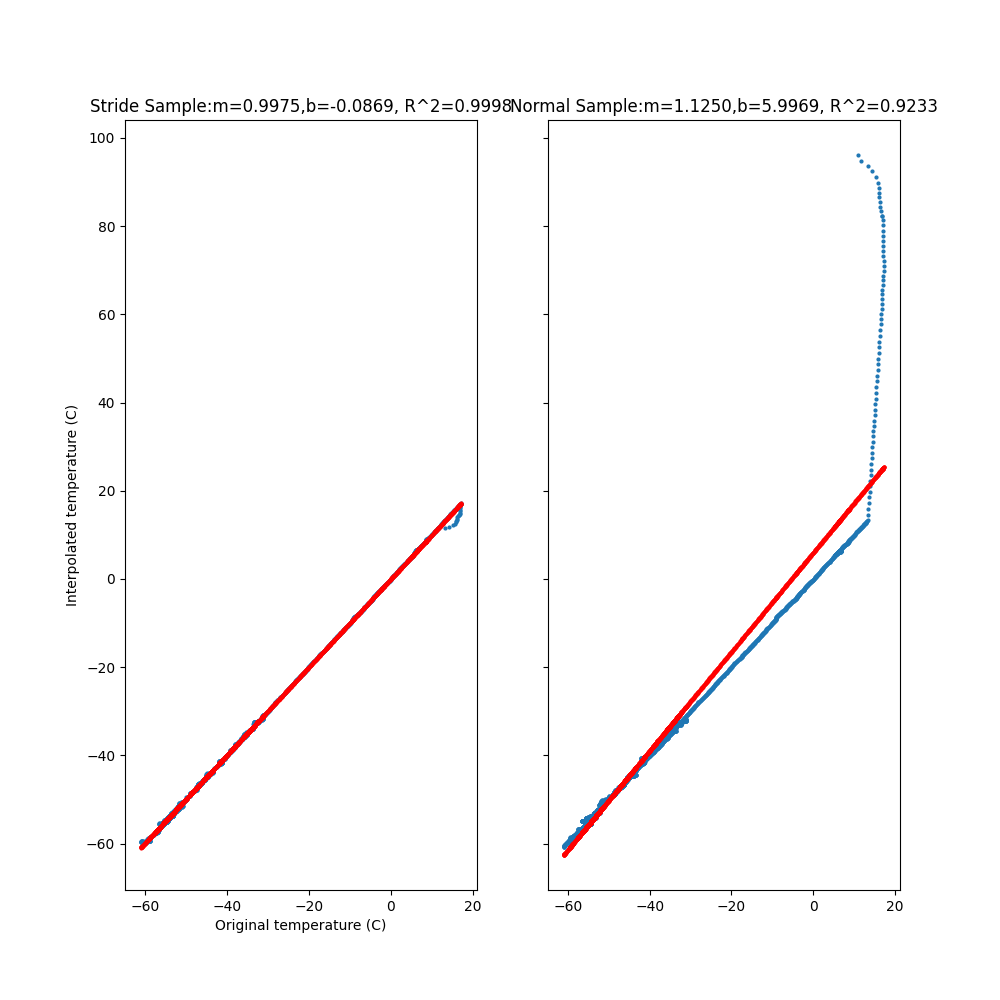 Stride Sample:m=0.9975,b=-0.0869, R^2=0.9998
Normal Sample:m=1.1250,b=5.9969, R^2=0.9233
100
80
60
40
20
0
−20
−40
−60
Interpolated temperature (C)
−60 −40 −20 0 20
−60 −40 −20 0 20
Original temperature (C)